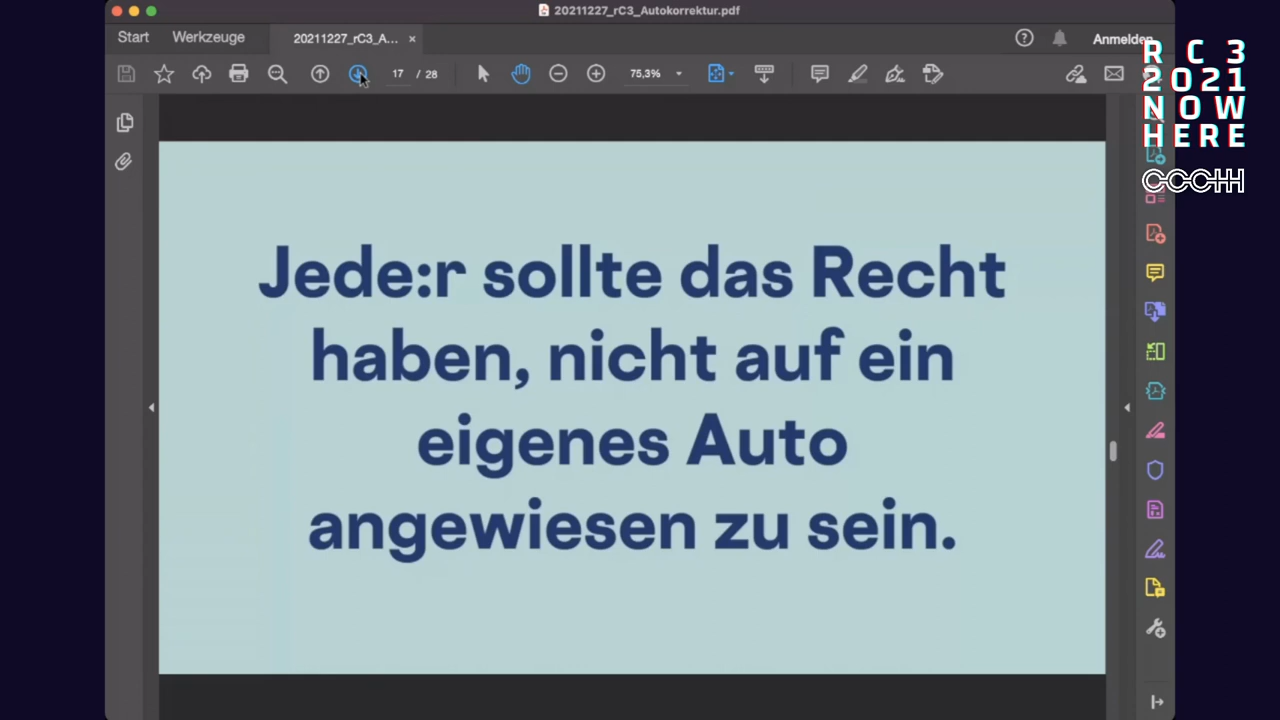 20211227_rC3_Autokorrektur.pdf
Start
Werkzeuge
20211227_rC3_A...
Anmelden
17 / 28
75,3%
Jede:r sollte das Recht
haben, nicht auf ein
eigenes Auto
angewiesen zu sein.
RC3
2021
NOW
HERE
CCCHH